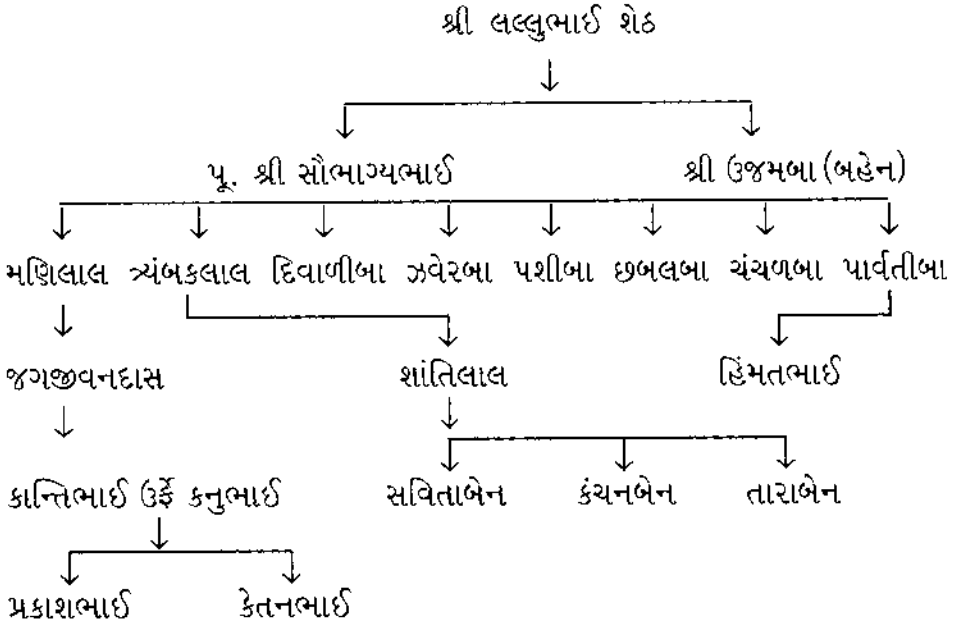 શ્રી લલ્લુભાઈ શેઠ
પૂ. શ્રી સૌભાગ્યભાઈ શ્રી ઉજમબા (બહેન)
મણિલાલ ત્ર્યંબકલાલ દિવાળીબા ઝવેરબા પશીબા છબલબા ચંચળબા પાર્વતીબા
જગજીવનદાસ શાંતિલાલ હિંમતભાઈ
કાન્તિભાઈ ઉર્ફે કનુભાઈ સવિતાબેન કંચનબેન તારાબેન
પ્રકાશભાઈ કેતનભાઈ